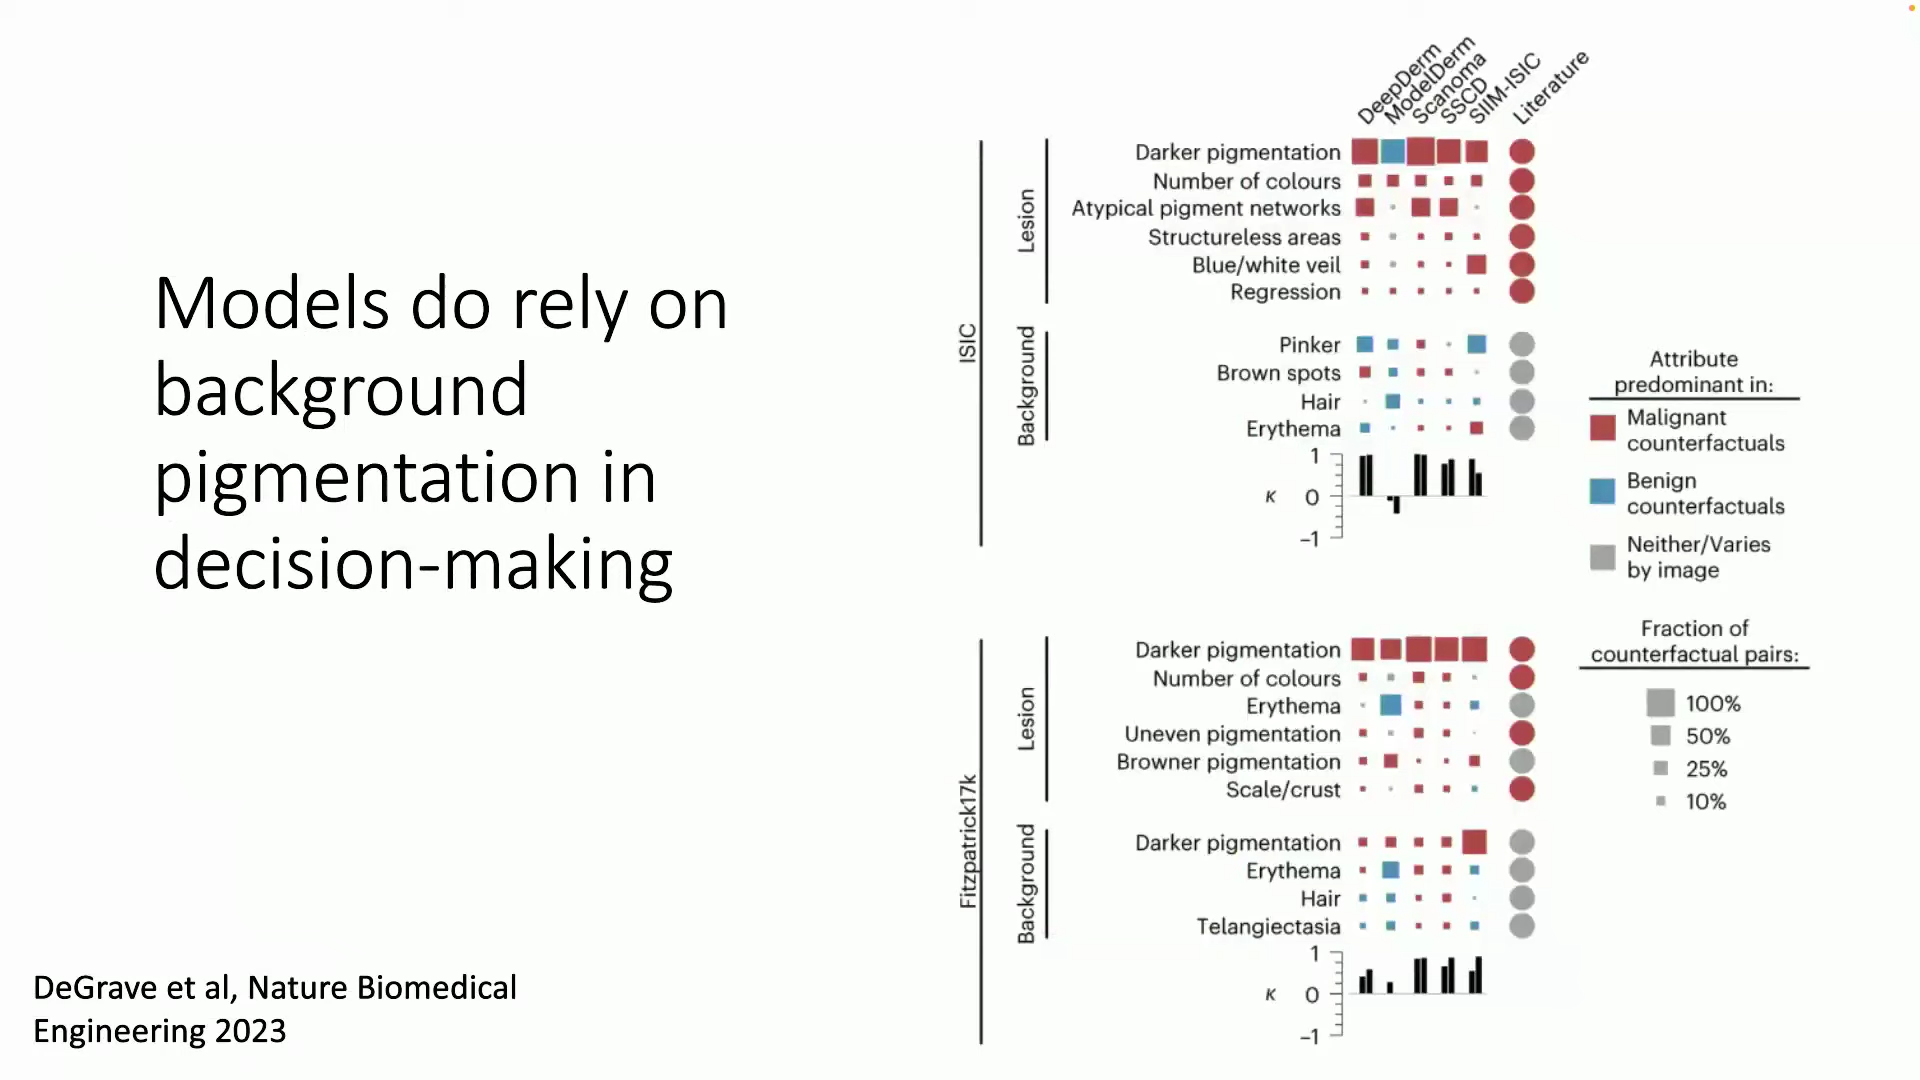 Models do rely on
background
pigmentation in
decision-making
DeGrave et al, Nature Biomedical
Engineering 2023
DeepDerm
ModelDerm
Scanoma
SSCD
SIIM-ISIC
Literature
ISIC
Lesion
Darker pigmentation
Number of colours
Atypical pigment networks
Structureless areas
Blue/white veil
Regression
Background
Pinker
Brown spots
Hair
Erythema
1
κ 0
−1
Fitzpatrick17k
Lesion
Darker pigmentation
Number of colours
Erythema
Uneven pigmentation
Browner pigmentation
Scale/crust
Background
Darker pigmentation
Erythema
Hair
Telangiectasia
1
κ 0
−1
Attribute
predominant in:
Malignant
counterfactuals
Benign
counterfactuals
Neither/Varies
by image
Fraction of
counterfactual pairs:
100%
50%
25%
10%